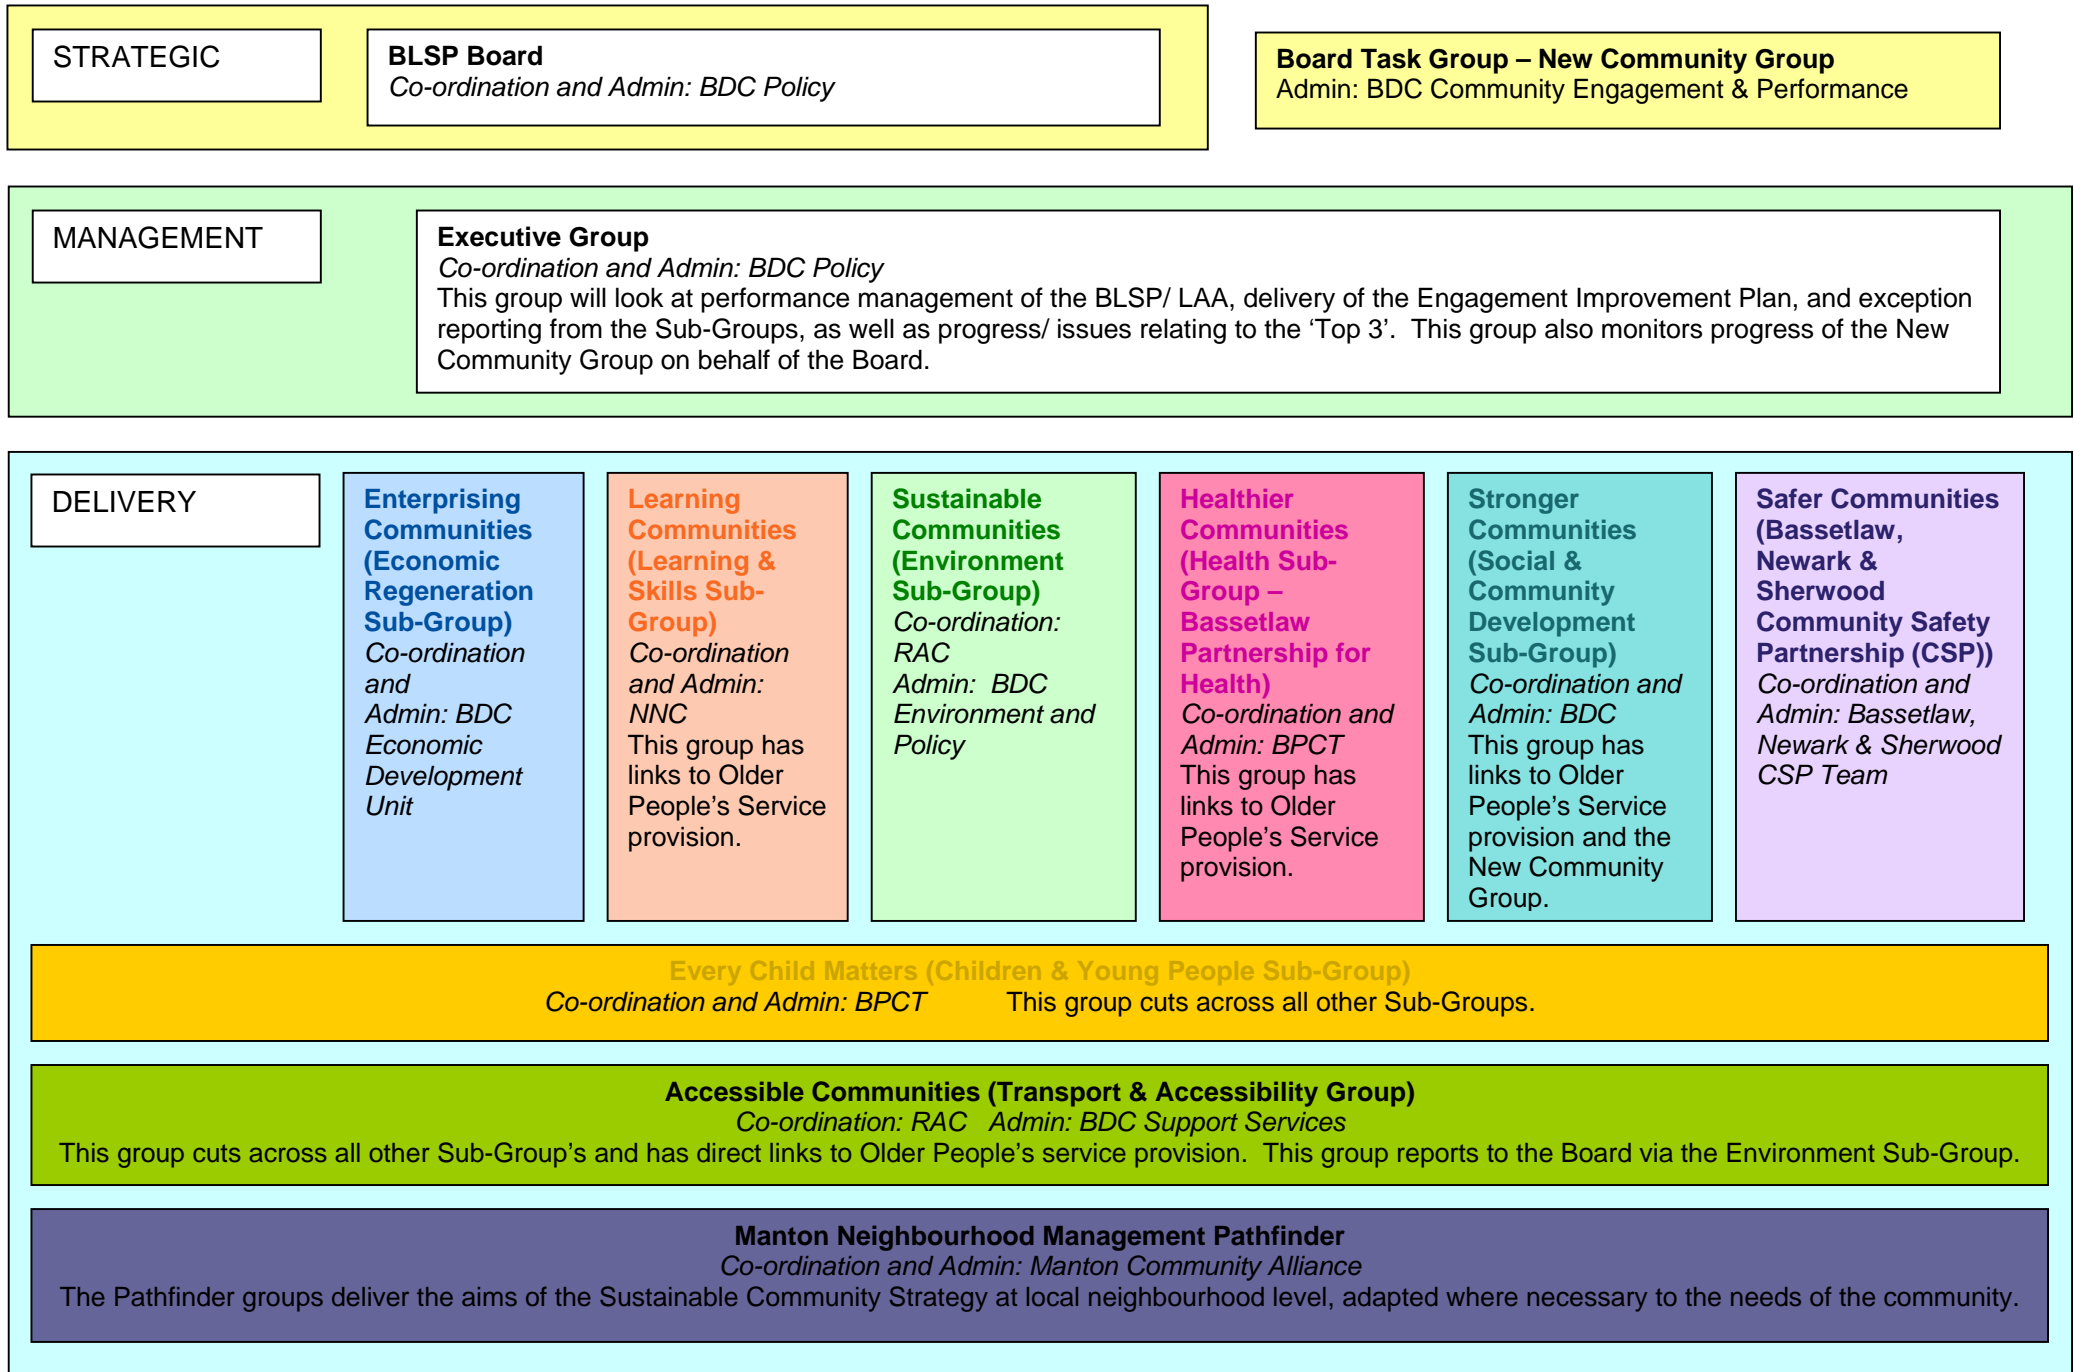 STRATEGIC
BLSP Board
Co-ordination and Admin: BDC Policy
Board Task Group – New Community Group
Admin: BDC Community Engagement & Performance
MANAGEMENT
Executive Group
Co-ordination and Admin: BDC Policy
This group will look at performance management of the BLSP/ LAA, delivery of the Engagement Improvement Plan, and exception
reporting from the Sub-Groups, as well as progress/ issues relating to the ‘Top 3’.  This group also monitors progress of the New
Community Group on behalf of the Board.
DELIVERY
Enterprising
Communities
(Economic
Regeneration
Sub-Group)
Co-ordination
and
Admin: BDC
Economic
Development
Unit
Learning
Communities
(Learning &
Skills Sub-
Group)
Co-ordination
and Admin:
NNC
This group has
links to Older
People’s Service
provision.
Sustainable
Communities
(Environment
Sub-Group)
Co-ordination:
RAC
Admin:  BDC
Environment and
Policy
Healthier
Communities
(Health Sub-
Group –
Bassetlaw
Partnership for
Health)
Co-ordination and
Admin: BPCT
This group has
links to Older
People’s Service
provision.
Stronger
Communities
(Social &
Community
Development
Sub-Group)
Co-ordination and
Admin: BDC
This group has
links to Older
People’s Service
provision and the
New Community
Group.
Safer Communities
(Bassetlaw,
Newark &
Sherwood
Community Safety
Partnership (CSP))
Co-ordination and
Admin: Bassetlaw,
Newark & Sherwood
CSP Team
Every Child Matters (Children & Young People Sub-Group)
Co-ordination and Admin: BPCT          This group cuts across all other Sub-Groups.
Accessible Communities (Transport & Accessibility Group)
Co-ordination: RAC   Admin: BDC Support Services
This group cuts across all other Sub-Group’s and has direct links to Older People’s service provision.  This group reports to the Board via the Environment Sub-Group.
Manton Neighbourhood Management Pathfinder
Co-ordination and Admin: Manton Community Alliance
The Pathfinder groups deliver the aims of the Sustainable Community Strategy at local neighbourhood level, adapted where necessary to the needs of the community.